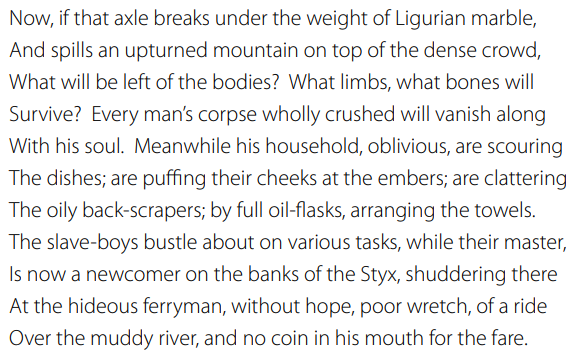 Now, if that axle breaks under the weight of Ligurian marble,
And spills an upturned mountain on top of the dense crowd,
What will be left of the bodies?  What limbs, what bones will
Survive?  Every man’s corpse wholly crushed will vanish along
With his soul.  Meanwhile his household, oblivious, are scouring
The dishes; are puffing their cheeks at the embers; are clattering
The oily back-scrapers; by full oil-flasks, arranging the towels.
The slave-boys bustle about on various tasks, while their master,
Is now a newcomer on the banks of the Styx, shuddering there
At the hideous ferryman, without hope, poor wretch, of a ride
Over the muddy river, and no coin in his mouth for the fare.